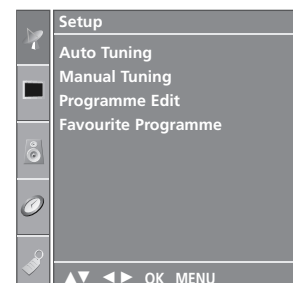 Setup
Auto Tuning
Manual Tuning
Programme Edit
Favourite Programme
▲▼ ◄► OK MENU